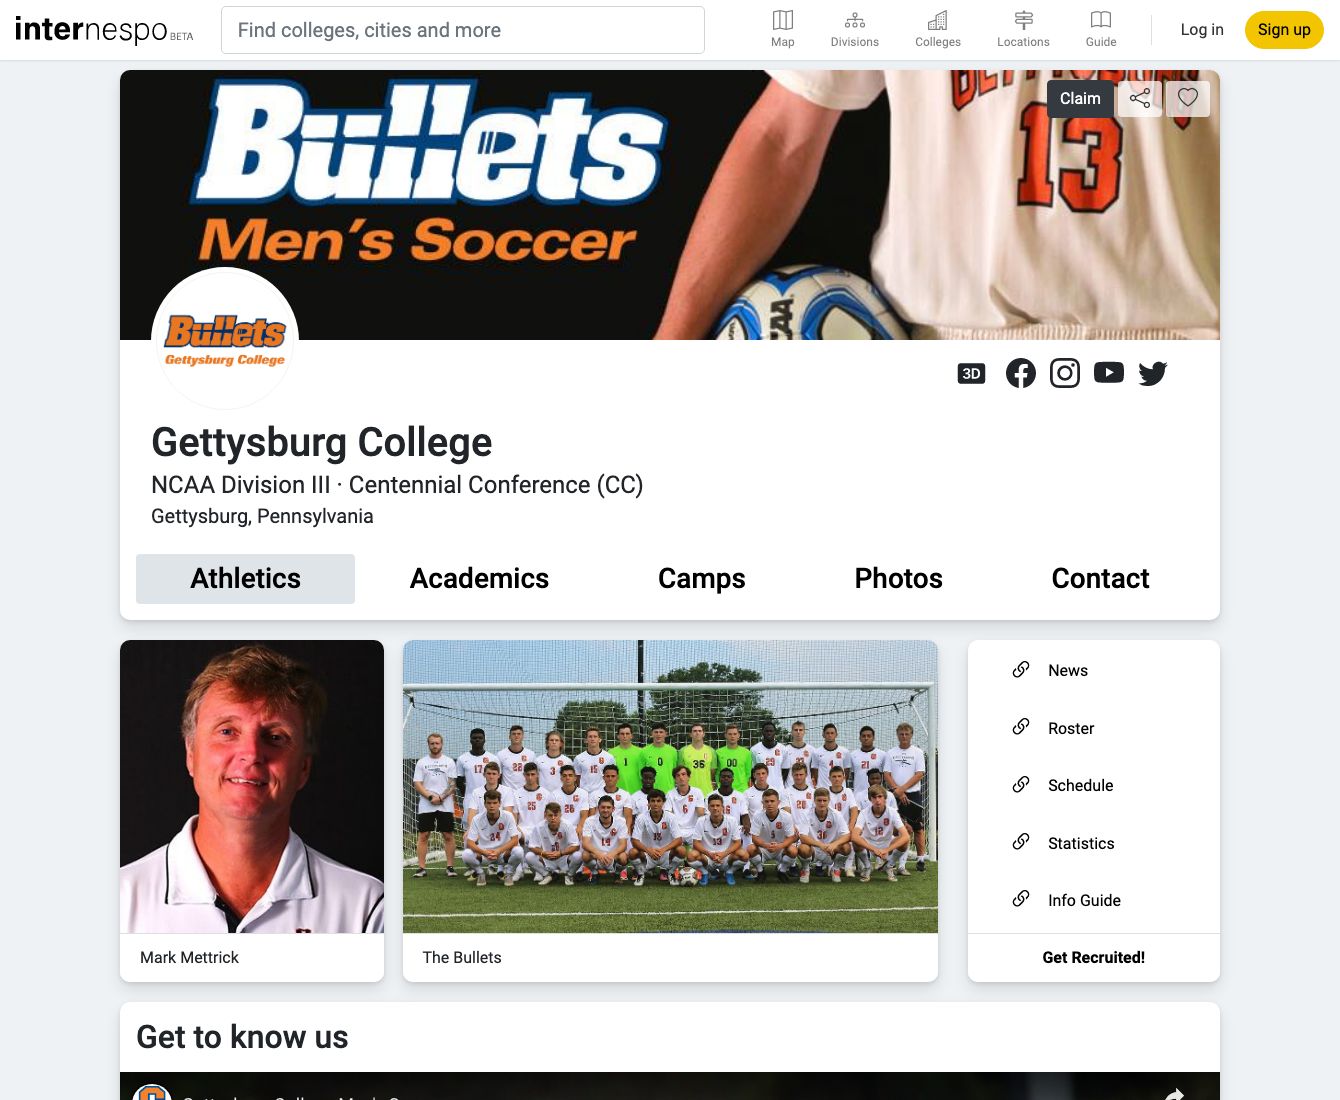 internespo BETA
Find colleges, cities and more
Map
Divisions
Colleges
Locations
Guide
Log in
Sign up
Bullets
Men's Soccer
13
Claim
Bullets
Gettysburg College
3D
Gettysburg College
NCAA Division III · Centennial Conference (CC)
Gettysburg, Pennsylvania
Athletics
Academics
Camps
Photos
Contact
Mark Mettrick
The Bullets
News
Roster
Schedule
Statistics
Info Guide
Get Recruited!
Get to know us